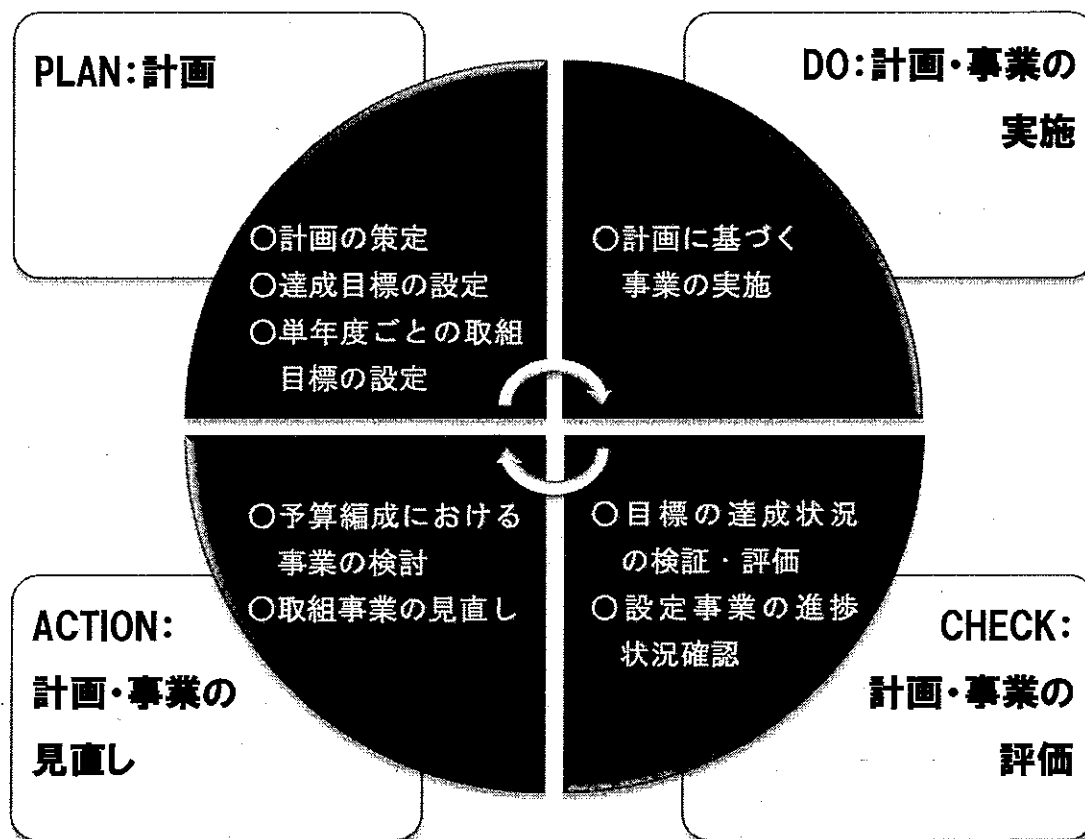 PLAN:計画
○計画の策定
○達成目標の設定
○単年度ごとの取組
目標の設定
DO:計画・事業の
実施
○計画に基づく
事業の実施
ACTION:
計画・事業の
見直し
○予算編成における
事業の検討
○取組事業の見直し
CHECK:
計画・事業の
評価
○目標の達成状況
の検証・評価
○設定事業の進捗
状況確認